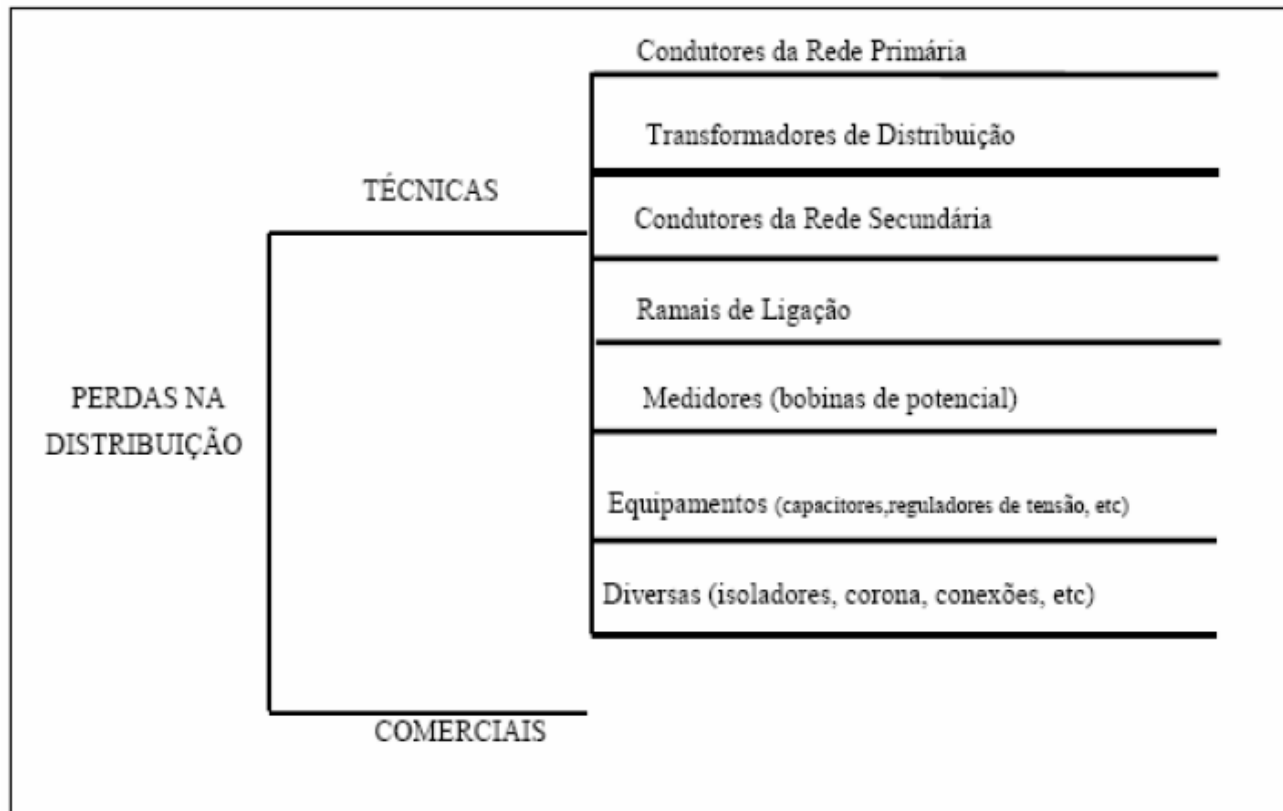 Condutores da Rede Primária
Transformadores de Distribuição
TÉCNICAS
Condutores da Rede Secundária
Ramais de Ligação
PERDAS NA
DISTRIBUIÇÃO
Medidores (bobinas de potencial)
Equipamentos (capacitores,reguladores de tensão, etc)
Diversas (isoladores, corona, conexões, etc)
COMERCIAIS